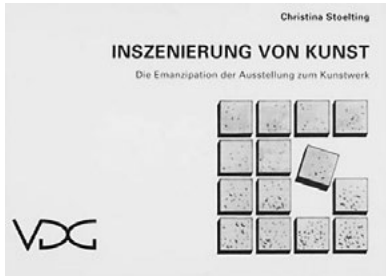 Christina Stoelting
INSZENIERUNG VON KUNST
Die Emanzipation der Ausstellung zum Kunstwerk
VDG